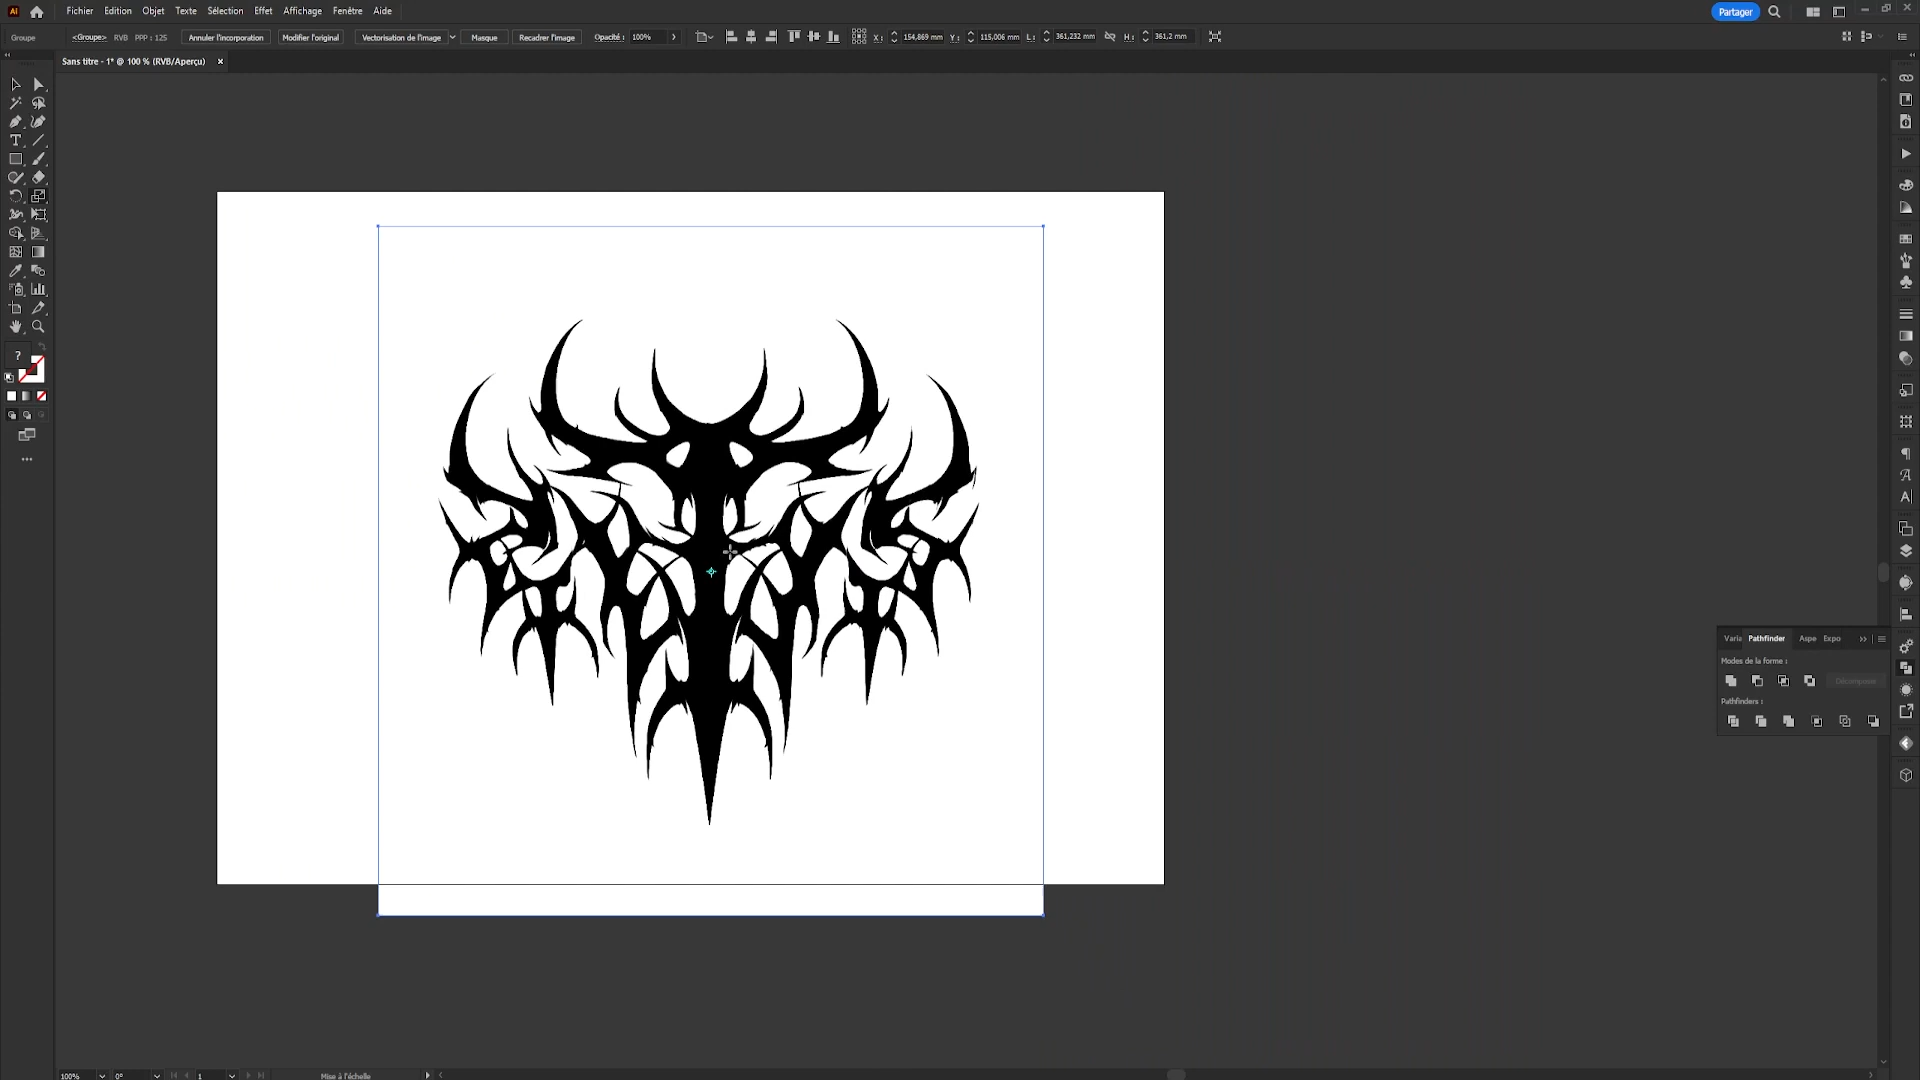 Ai Fichier Edition Objet Texte Sélection Effet Affichage Fenêtre Aide Partager
Groupe <Groupe> RVB PPP : 125 Annuler l'incorporation Modifier l'original Vectorisation de l'image Masque Recadrer l'image Opacité : 100% X : 154,869 mm Y : 115,006 mm L : 361,232 mm H : 361,2 mm
Sans titre - 1* @ 100 % (RVB/Aperçu) ×
?
Varia Pathfinder Aspe Expo
Modes de la forme :
Décomposer
Pathfinders :
100% 0° 1 Mise à l'échelle